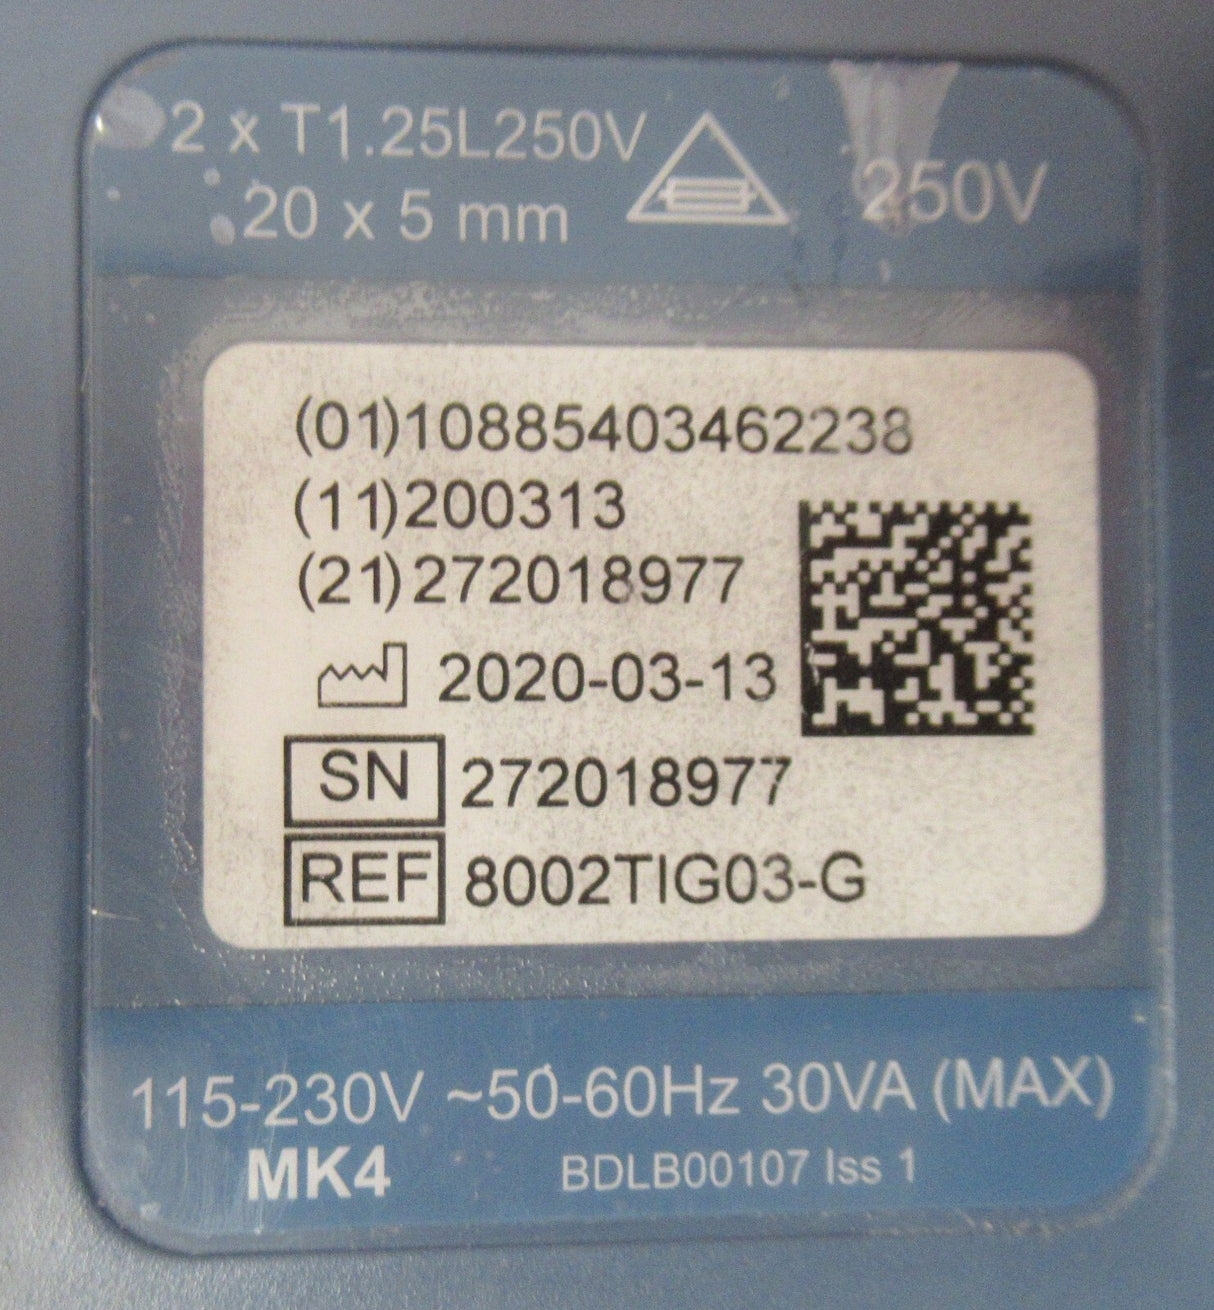 2 x T1.25L250V
20 x 5 mm
250V
(01)10885403462238
(11)200313
(21)272018977
2020-03-13
SN 272018977
REF 8002TIG03-G
115-230V ~50-60Hz 30VA (MAX)
MK4 BDLB00107 Iss 1